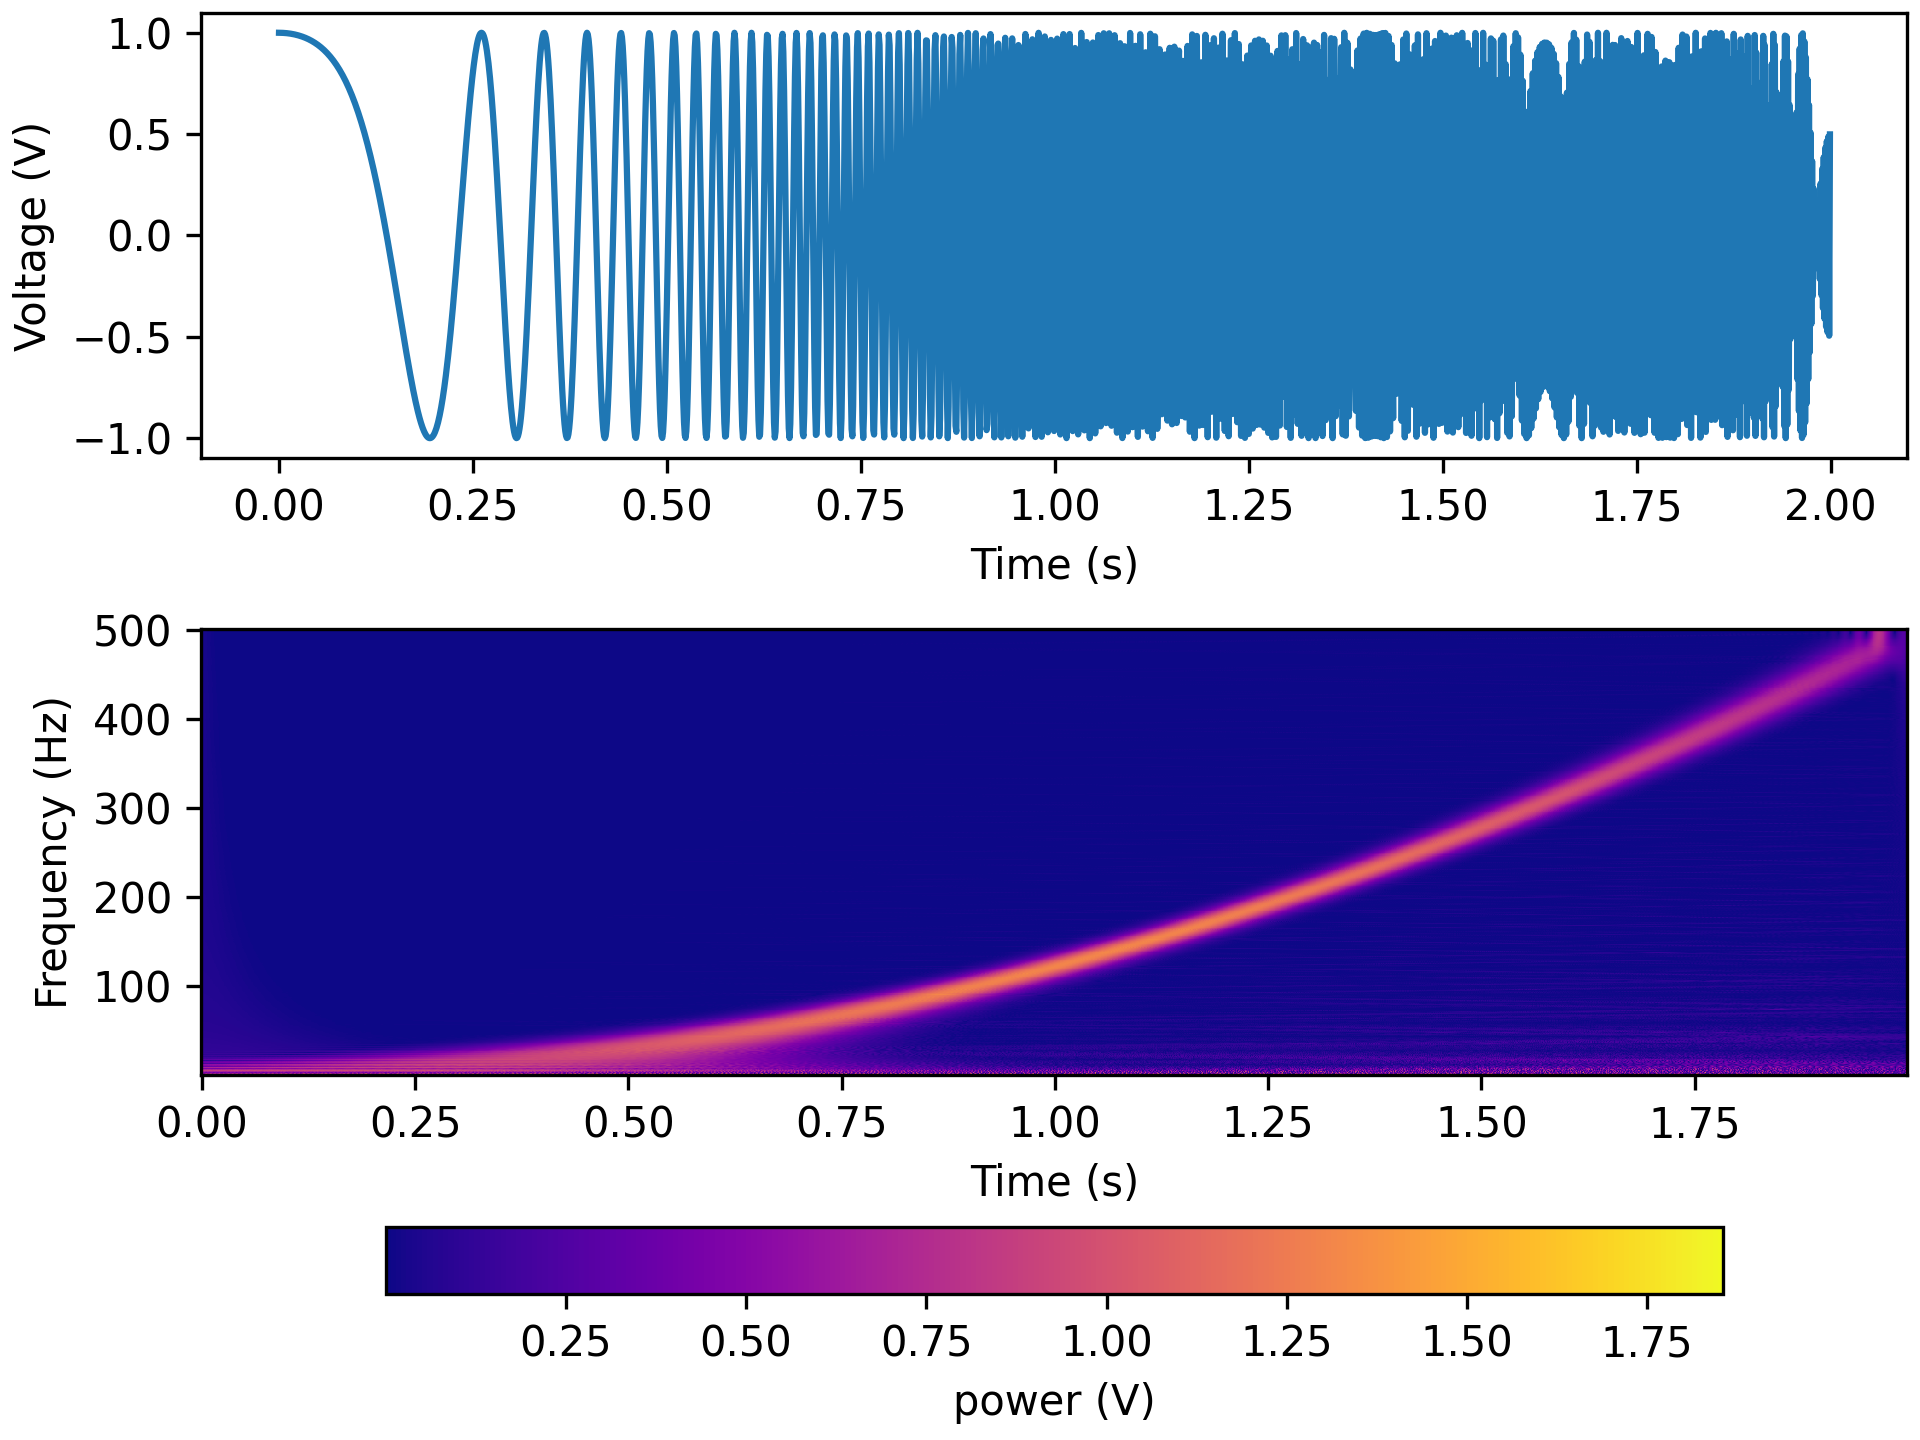 1.0
0.5
0.0
−0.5
−1.0
Voltage (V)
0.00 0.25 0.50 0.75 1.00 1.25 1.50 1.75 2.00
Time (s)
500
400
300
200
100
Frequency (Hz)
0.00 0.25 0.50 0.75 1.00 1.25 1.50 1.75
Time (s)
0.25 0.50 0.75 1.00 1.25 1.50 1.75
power (V)